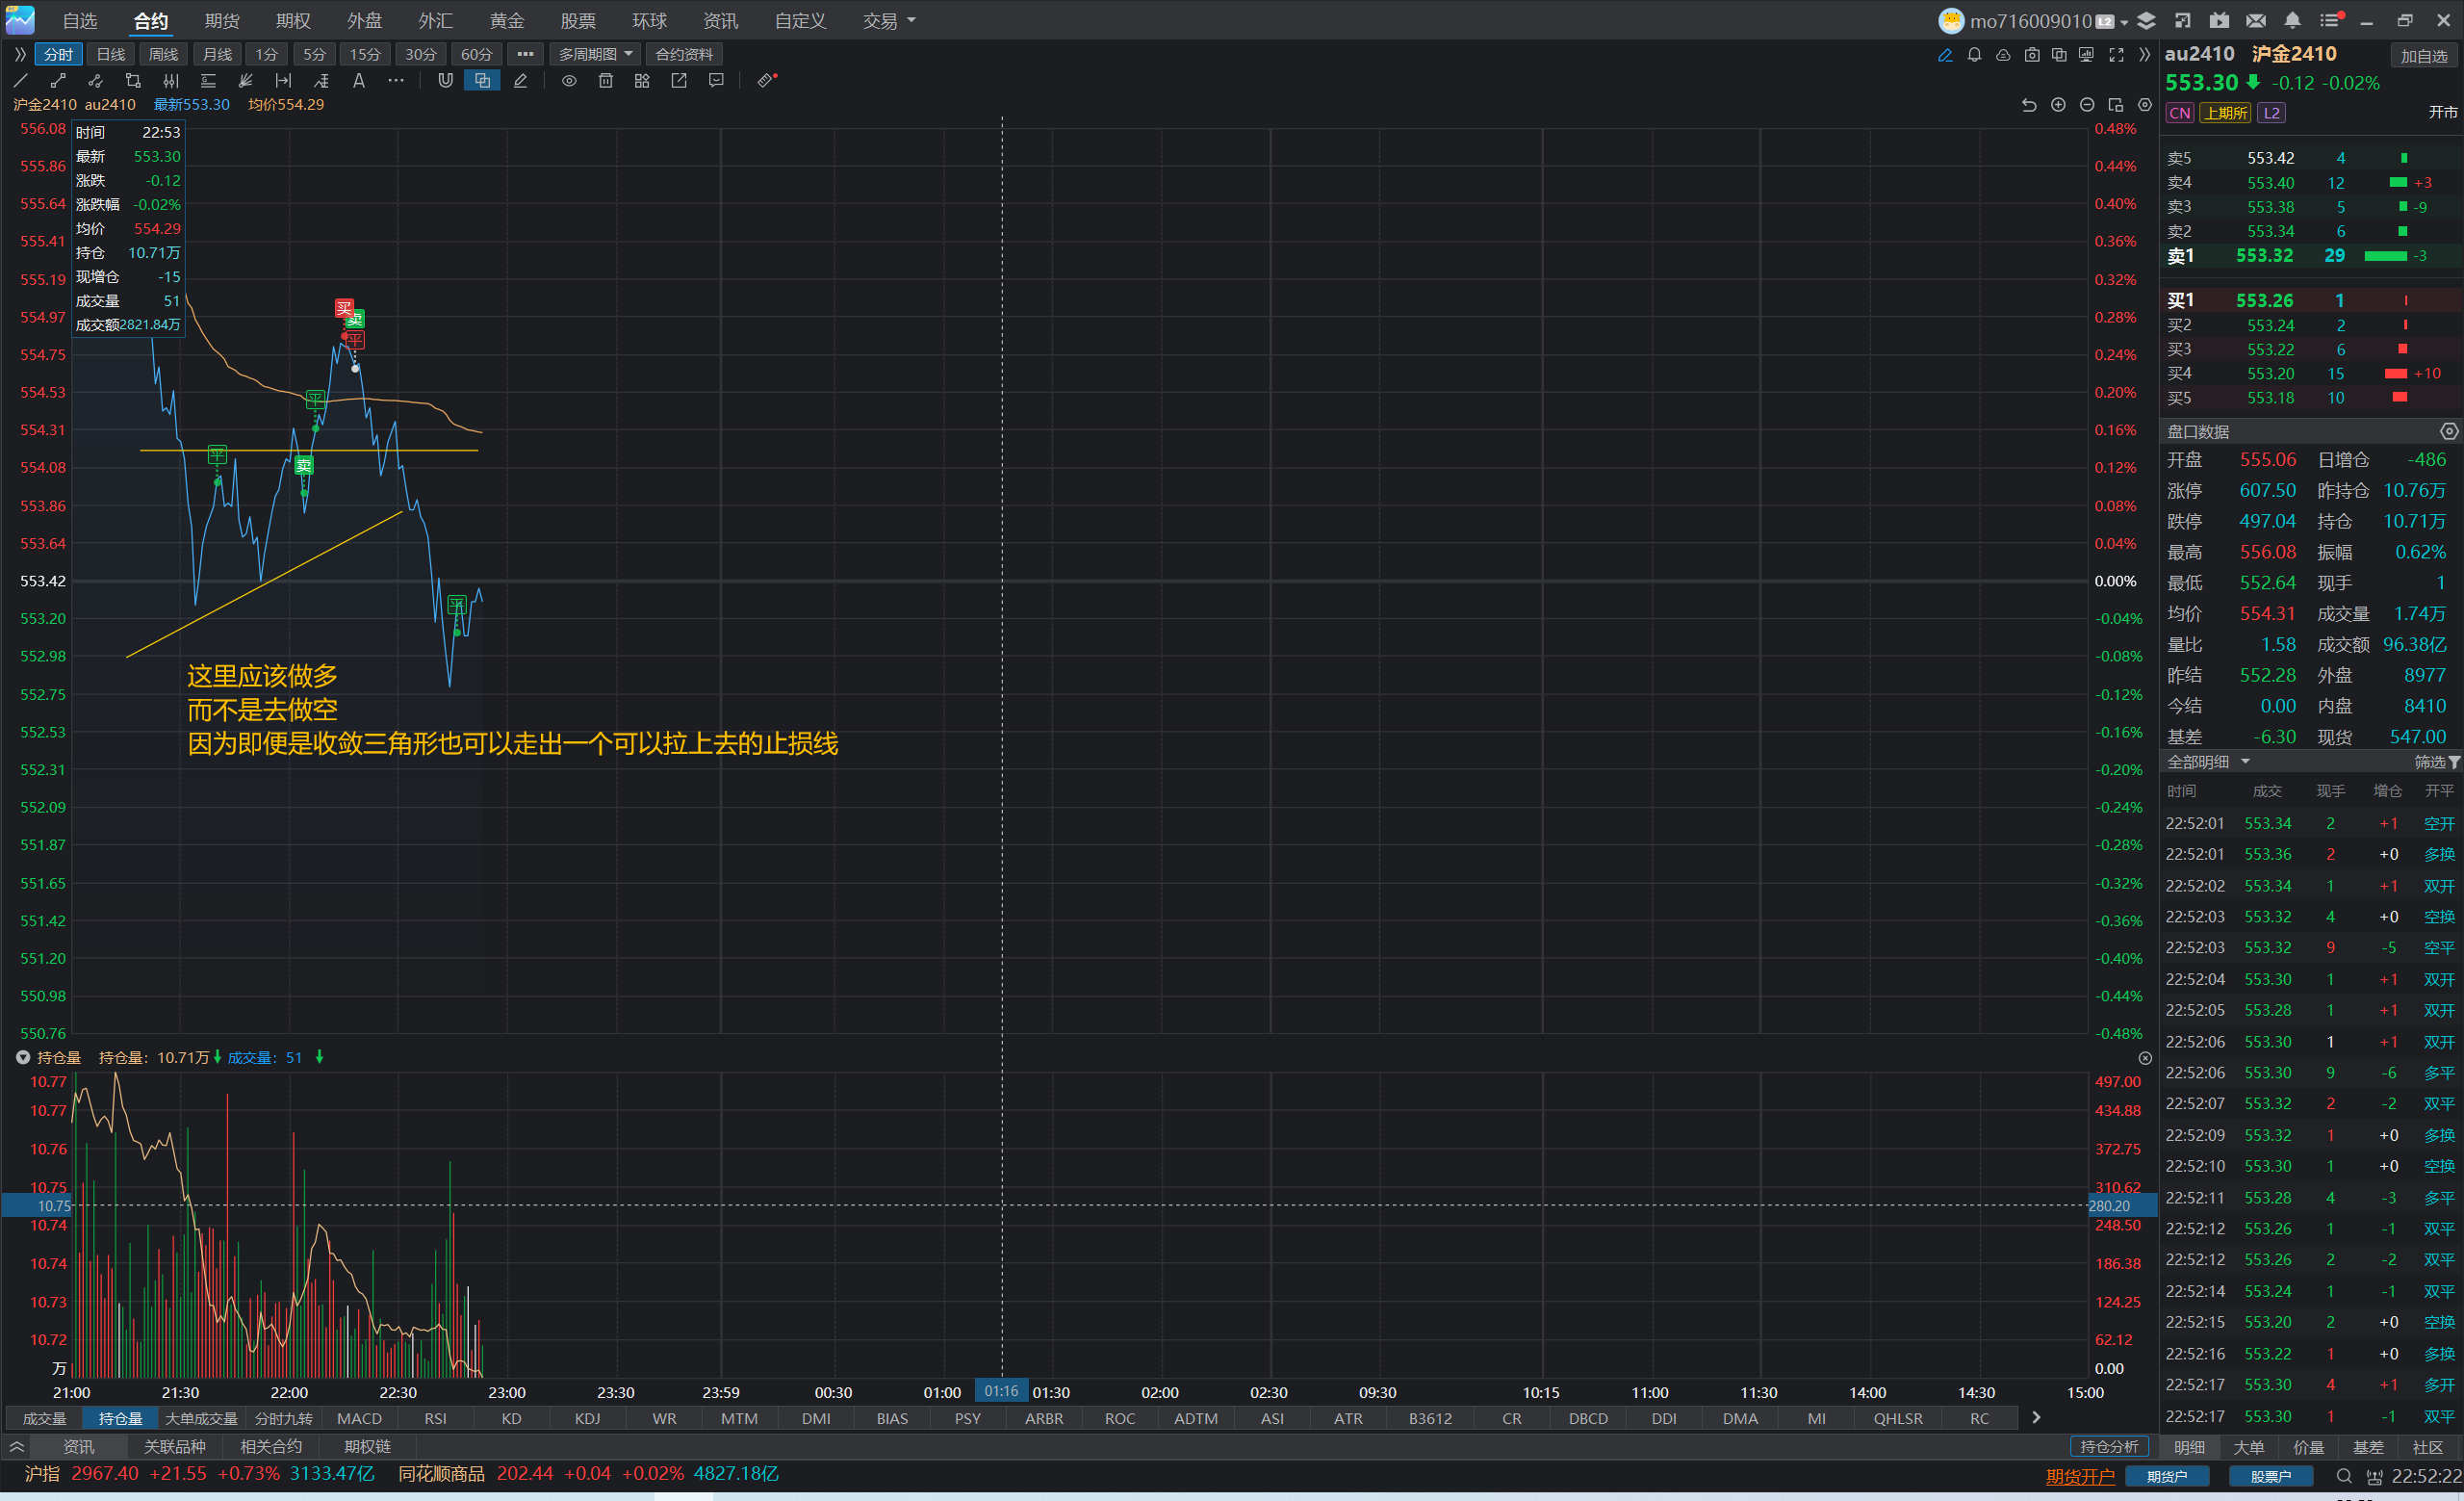 自选 合约 期货 期权 外盘 外汇 黄金 股票 环球 资讯 自定义 交易 mo716009010 L2
分时 日线 周线 月线 1分 5分 15分 30分 60分 ••• 多周期图 合约资料
沪金2410 au2410 最新553.30 均价554.29
556.08
555.86
555.64
555.41
555.19
554.97
554.75
554.53
554.31
554.08
553.86
553.64
553.42
553.20
552.98
552.75
552.53
552.31
552.09
551.87
551.65
551.42
551.20
550.98
550.76
时间 22:53
最新 553.30
涨跌 -0.12
涨跌幅 -0.02%
均价 554.29
持仓 10.71万
现增仓 -15
成交量 51
成交额2821.84万
买
卖
平
平
平
卖
平
这里应该做多
而不是去做空
因为即便是收敛三角形也可以走出一个可以拉上去的止损线
0.48%
0.44%
0.40%
0.36%
0.32%
0.28%
0.24%
0.20%
0.16%
0.12%
0.08%
0.04%
0.00%
-0.04%
-0.08%
-0.12%
-0.16%
-0.20%
-0.24%
-0.28%
-0.32%
-0.36%
-0.40%
-0.44%
-0.48%
持仓量 持仓量：10.71万 成交量：51
10.77
10.77
10.76
10.75
10.75
10.74
10.74
10.73
10.72
万
497.00
434.88
372.75
310.62
280.20
248.50
186.38
124.25
62.12
0.00
21:00 21:30 22:00 22:30 23:00 23:30 23:59 00:30 01:00 01:16 01:30 02:00 02:30 09:30 10:15 11:00 11:30 14:00 14:30 15:00
成交量 持仓量 大单成交量 分时九转 MACD RSI KD KDJ WR MTM DMI BIAS PSY ARBR ROC ADTM ASI ATR B3612 CR DBCD DDI DMA MI QHLSR RC
资讯 关联品种 相关合约 期权链 持仓分析
au2410 沪金2410 加自选
553.30 -0.12 -0.02%
CN 上期所 L2 开市
卖5 553.42 4
卖4 553.40 12 +3
卖3 553.38 5 -9
卖2 553.34 6
卖1 553.32 29 -3
买1 553.26 1
买2 553.24 2
买3 553.22 6
买4 553.20 15 +10
买5 553.18 10
盘口数据
开盘 555.06 日增仓 -486
涨停 607.50 昨持仓 10.76万
跌停 497.04 持仓 10.71万
最高 556.08 振幅 0.62%
最低 552.64 现手 1
均价 554.31 成交量 1.74万
量比 1.58 成交额 96.38亿
昨结 552.28 外盘 8977
今结 0.00 内盘 8410
基差 -6.30 现货 547.00
全部明细 筛选
时间 成交 现手 增仓 开平
22:52:01 553.34 2 +1 空开
22:52:01 553.36 2 +0 多换
22:52:02 553.34 1 +1 双开
22:52:03 553.32 4 +0 空换
22:52:03 553.32 9 -5 空平
22:52:04 553.30 1 +1 双开
22:52:05 553.28 1 +1 双开
22:52:06 553.30 1 +1 双开
22:52:06 553.30 9 -6 多平
22:52:07 553.32 2 -2 双平
22:52:09 553.32 1 +0 多换
22:52:10 553.30 1 +0 空换
22:52:11 553.28 4 -3 多平
22:52:12 553.26 1 -1 双平
22:52:12 553.26 2 -2 双平
22:52:14 553.24 1 -1 双平
22:52:15 553.20 2 +0 空换
22:52:16 553.22 1 +0 多换
22:52:17 553.30 4 +1 多开
22:52:17 553.30 1 -1 双平
明细 大单 价量 基差 社区
沪指 2967.40 +21.55 +0.73% 3133.47亿 同花顺商品 202.44 +0.04 +0.02% 4827.18亿 期货开户 期货户 股票户 22:52:22